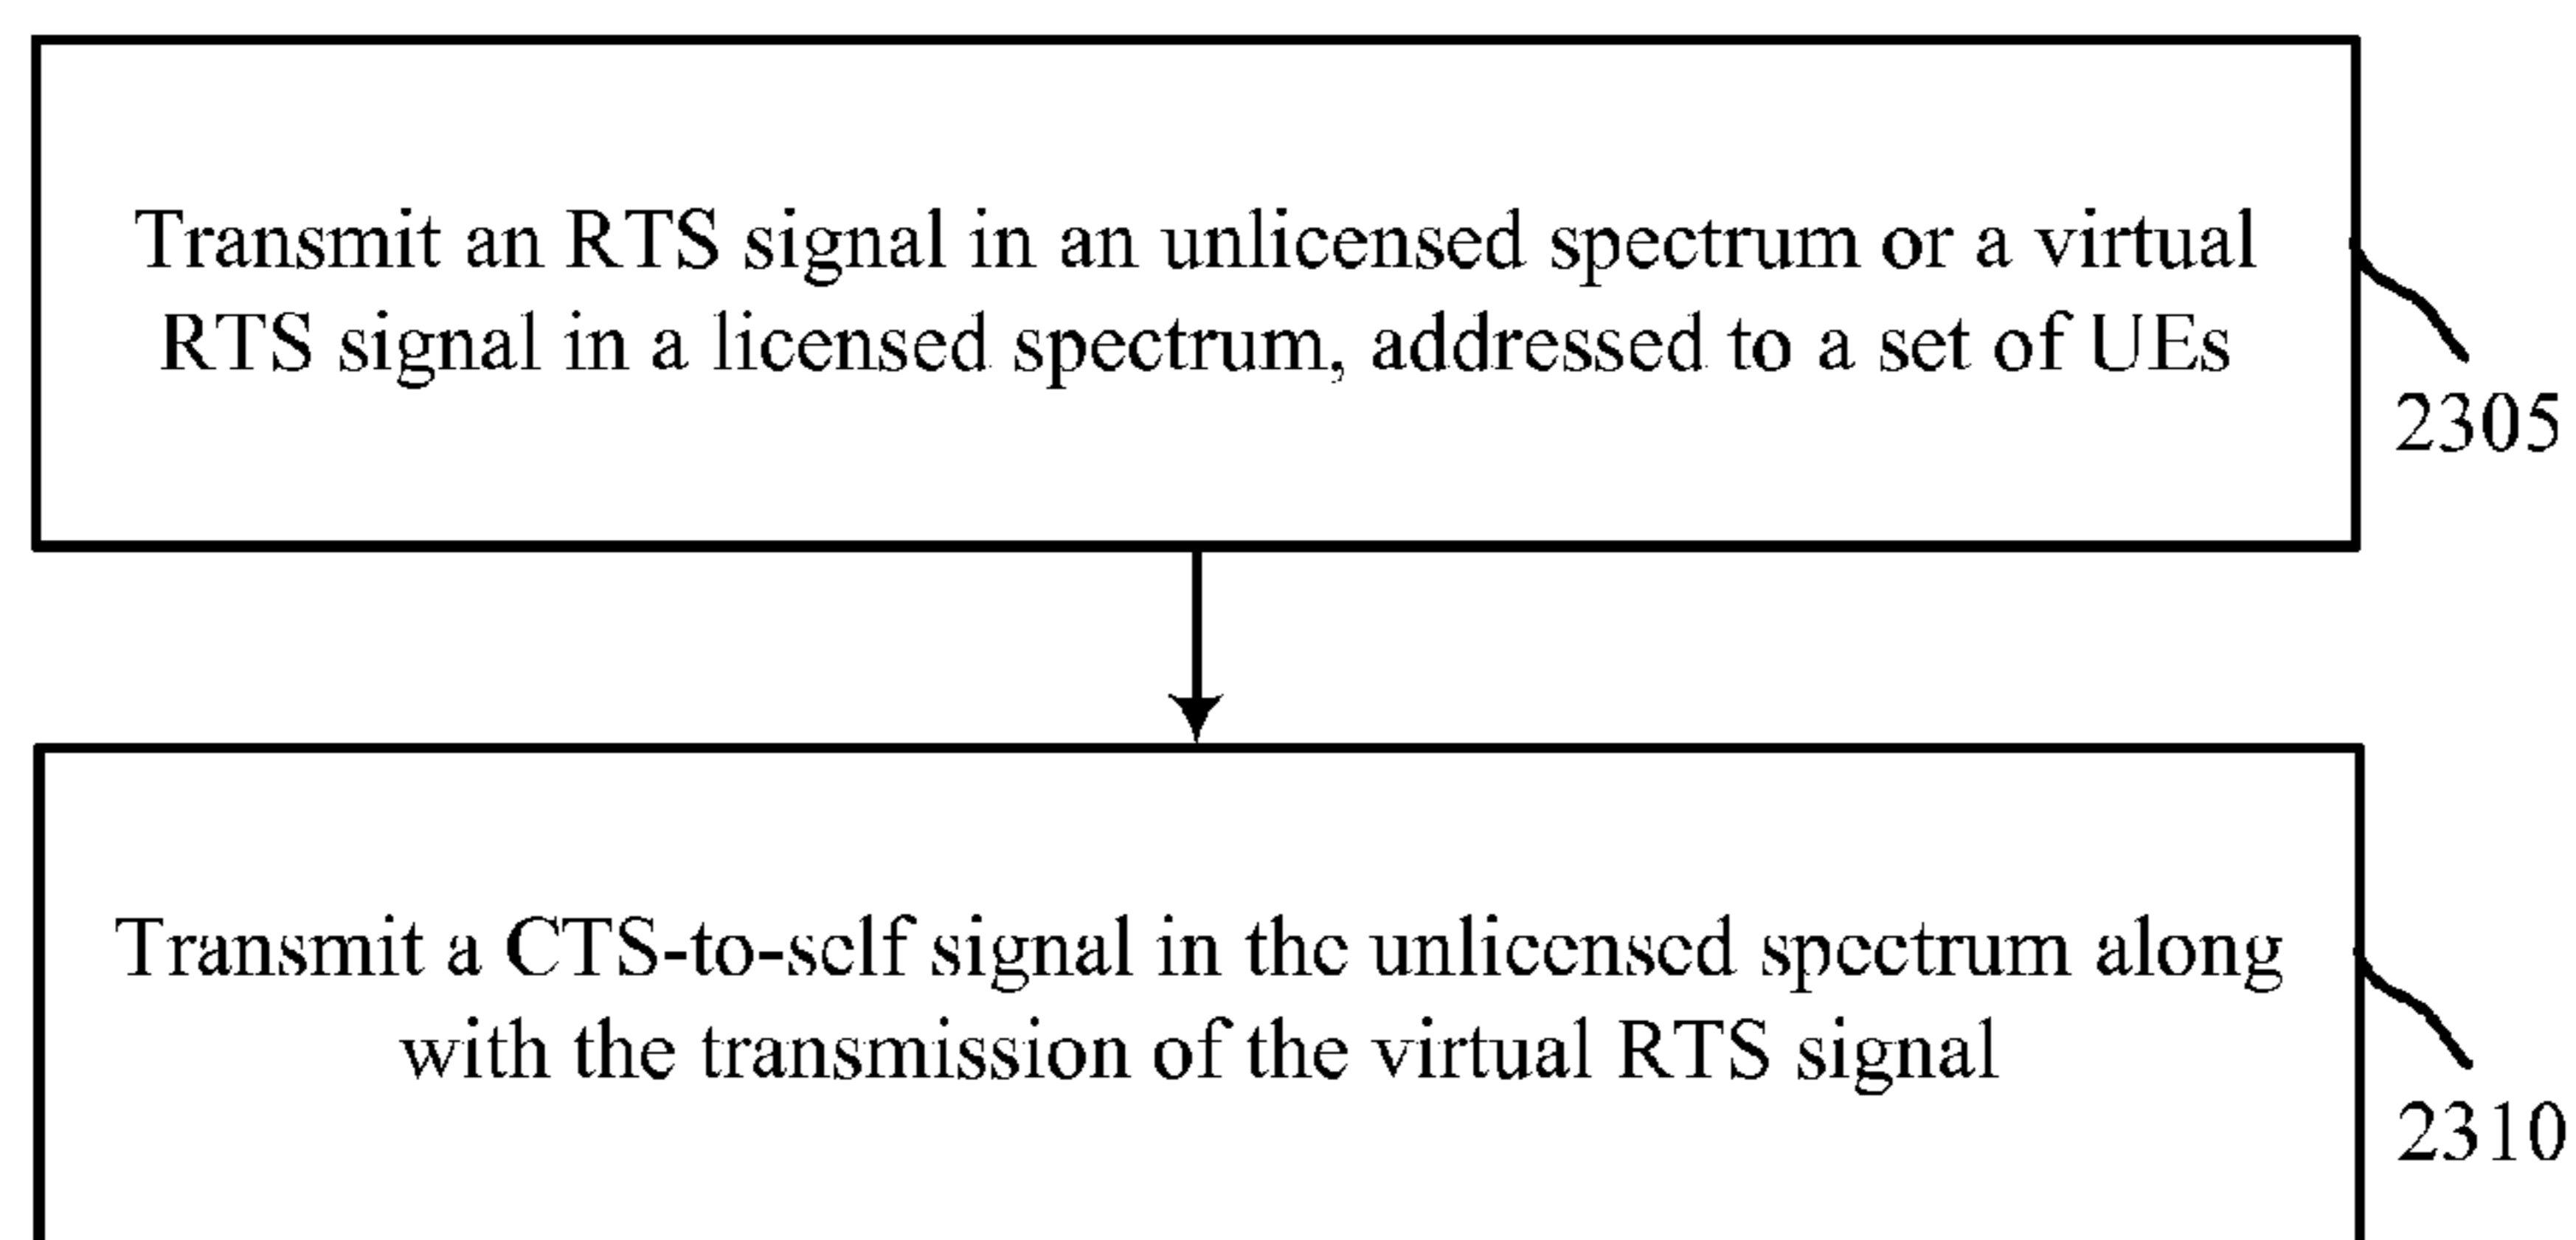 Transmit an RTS signal in an unlicensed spectrum or a virtual
RTS signal in a licensed spectrum, addressed to a set of UEs
2305
Transmit a CTS-to-self signal in the unlicensed spectrum along
with the transmission of the virtual RTS signal
2310